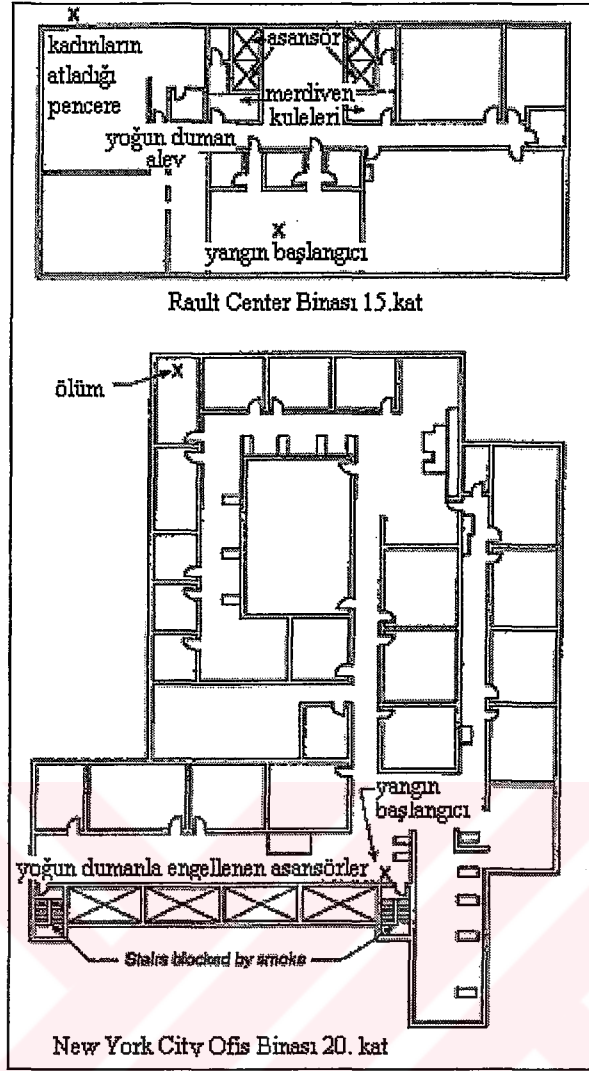 kadınların
atladığı
pencere
asansör
merdiven
kuleleri
yoğun duman
alev
yangın başlangıcı
Rault Center Binası 15.kat
ölüm
yangın
başlangıcı
yoğun dumanla engellenen asansörler
Stairs blocked by smoke
New York City Ofis Binası 20. kat